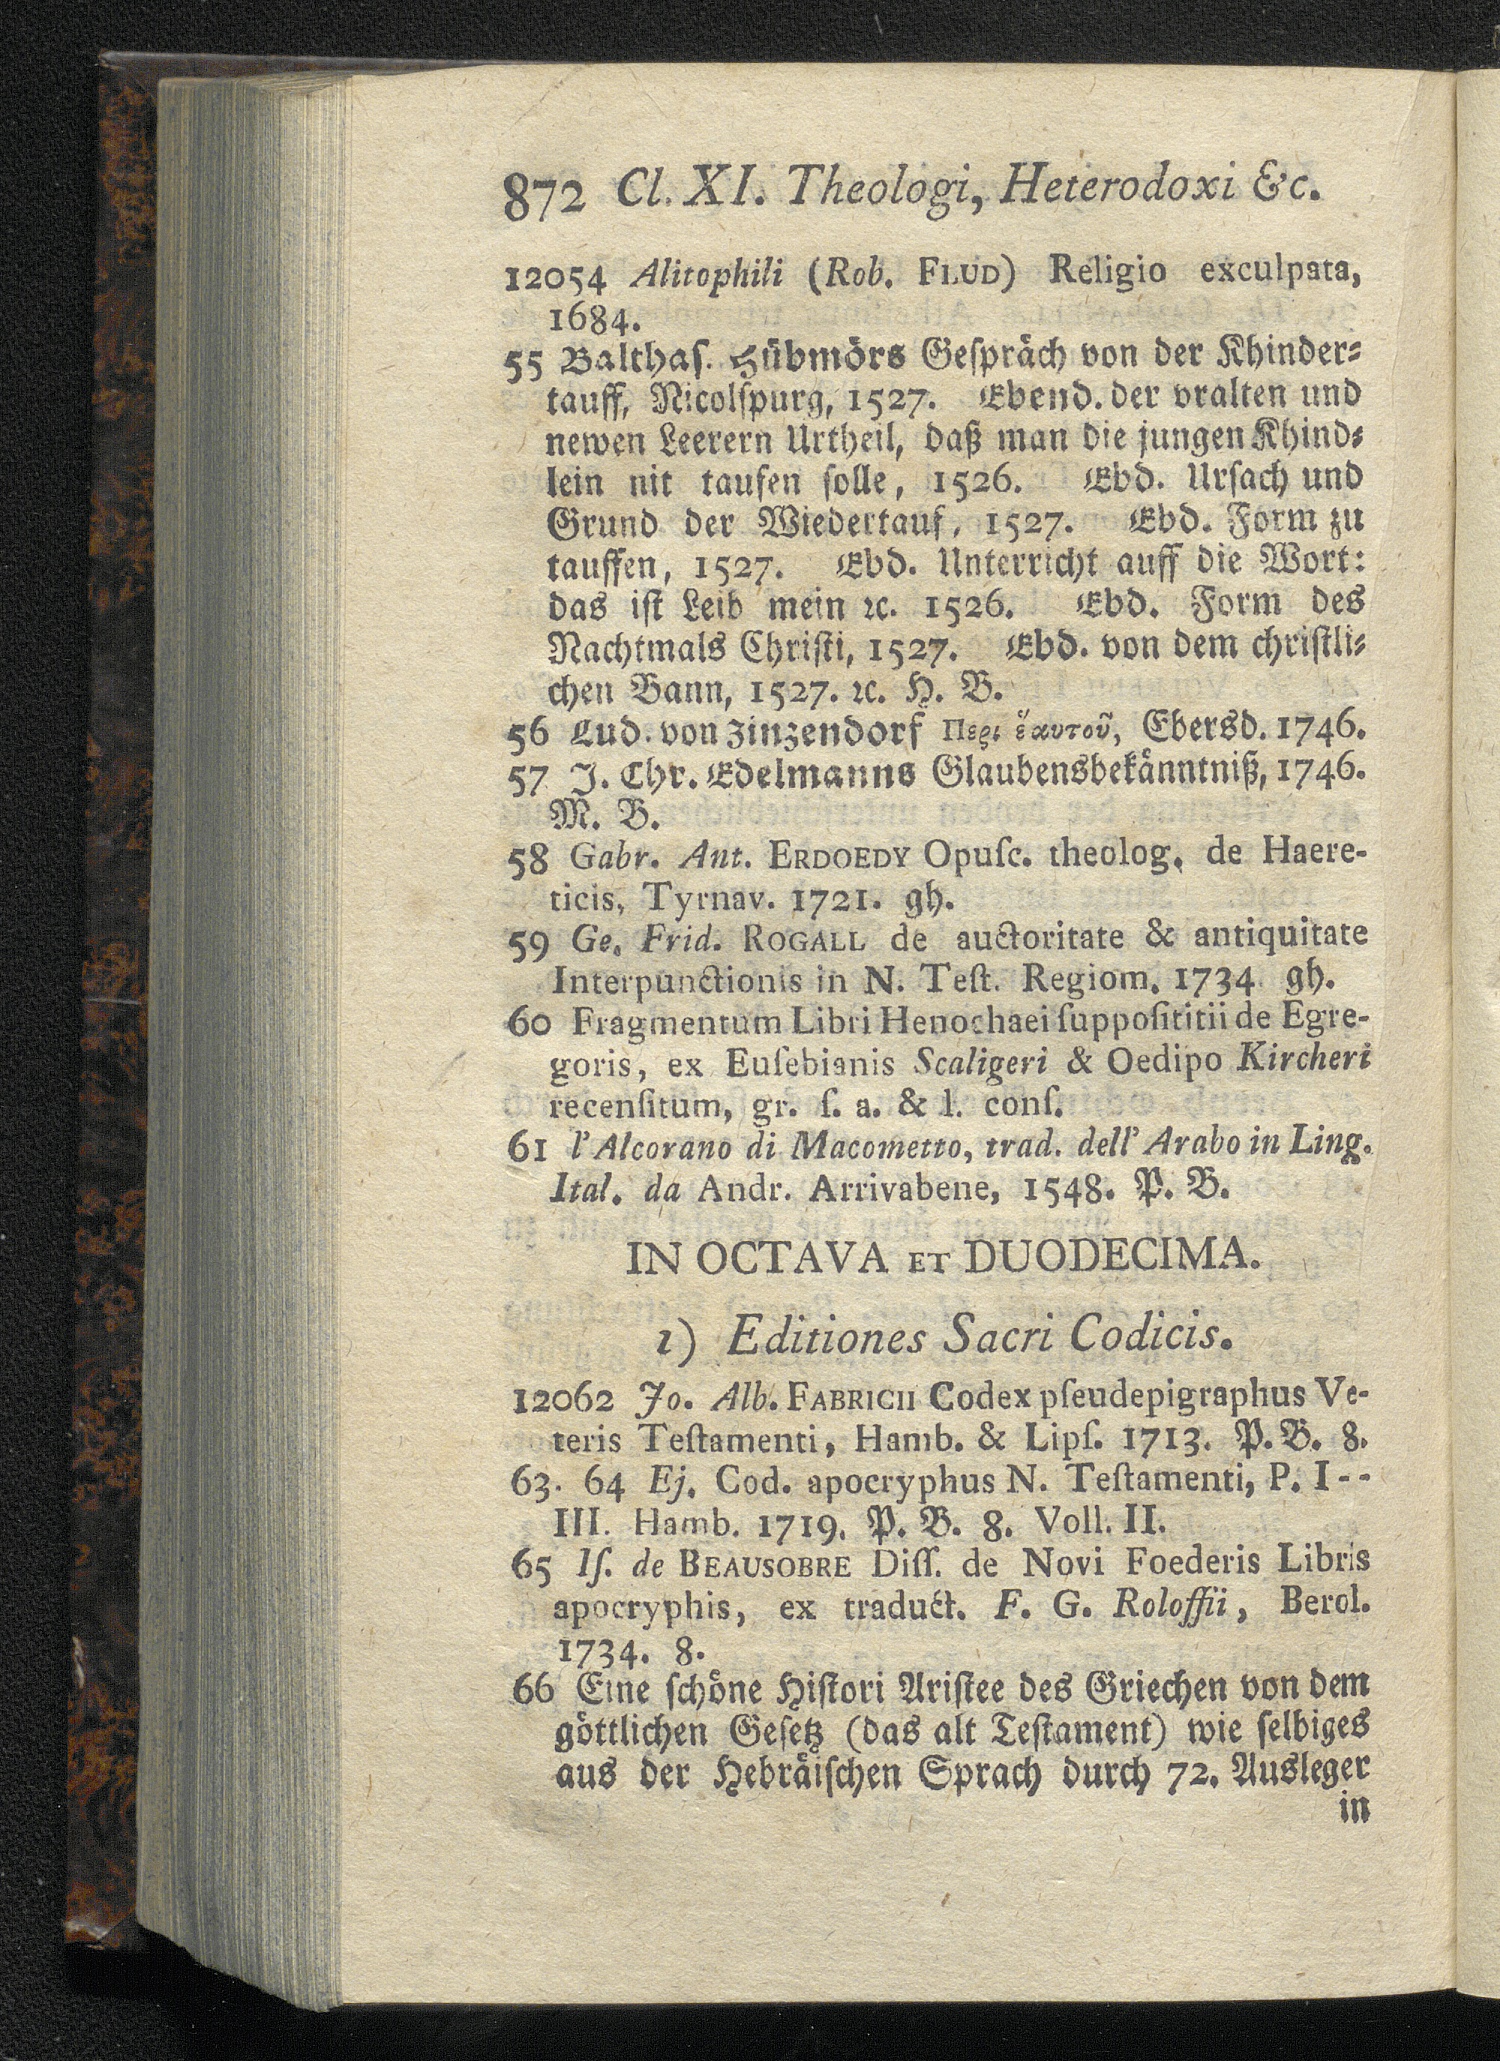 872 Cl. XI. Theologi, Heterodoxi &c.
12054 Alitophili (Rob. FLUD) Religio exculpata,
1684.
55 Balthaſ. Hübmörs Geſpräch von der Khinder-
tauff, Nicolſpurg, 1527. Ebend. der vralten und
newen Leerern Urtheil, daß man die jungen Khind-
lein nit taufen ſolle, 1526. Ebd. Urſach und
Grund der Wiedertauf, 1527. Ebd. Form zu
tauffen, 1527. Ebd. Unterricht auff die Wort:
das iſt Leib mein ꝛc. 1526. Ebd. Form des
Nachtmals Chriſti, 1527. Ebd. von dem chriſtli-
chen Bann, 1527. ꝛc. H. B.
56 Lud. von Zinzendorf Περι ἑαυτοῦ, Ebersd. 1746.
57 J. Chr. Edelmanns Glaubensbekänntniß, 1746.
M. B.
58 Gabr. Ant. ERDOEDY Opuſc. theolog. de Haere-
ticis, Tyrnav. 1721. gh.
59 Ge. Frid. ROGALL de auctoritate & antiquitate
Interpunctionis in N. Teſt. Regiom. 1734 gh.
60 Fragmentum Libri Henochaei ſuppoſititii de Egre-
goris, ex Euſebianis Scaligeri & Oedipo Kircheri
recenſitum, gr. ſ. a. & l. conſ.
61 l'Alcorano di Macometto, trad. dell' Arabo in Ling.
Ital. da Andr. Arrivabene, 1548. P. B.
IN OCTAVA ET DUODECIMA.
1) Editiones Sacri Codicis.
12062 Jo. Alb. FABRICII Codex pſeudepigraphus Ve-
teris Teſtamenti, Hamb. & Lipſ. 1713. P. B. 8.
63. 64 Ej. Cod. apocryphus N. Teſtamenti, P. I--
III. Hamb. 1719. P. B. 8. Voll. II.
65 Iſ. de BEAUSOBRE Diſſ. de Novi Foederis Libris
apocryphis, ex traduct. F. G. Roloffii, Berol.
1734. 8.
66 Eine ſchöne Hiſtori Ariſtee des Griechen von dem
göttlichen Geſetz (das alt Teſtament) wie ſelbiges
aus der Hebräiſchen Sprach durch 72. Ausleger
in